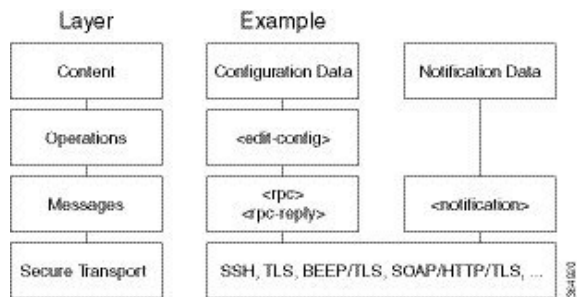 Layer Example
Content Configuration Data Notification Data
Operations <edit-config>
Messages <rpc> <notification>
<rpc-reply>
Secure Transport SSH, TLS, BEEP/TLS, SOAP/HTTP/TLS, ...